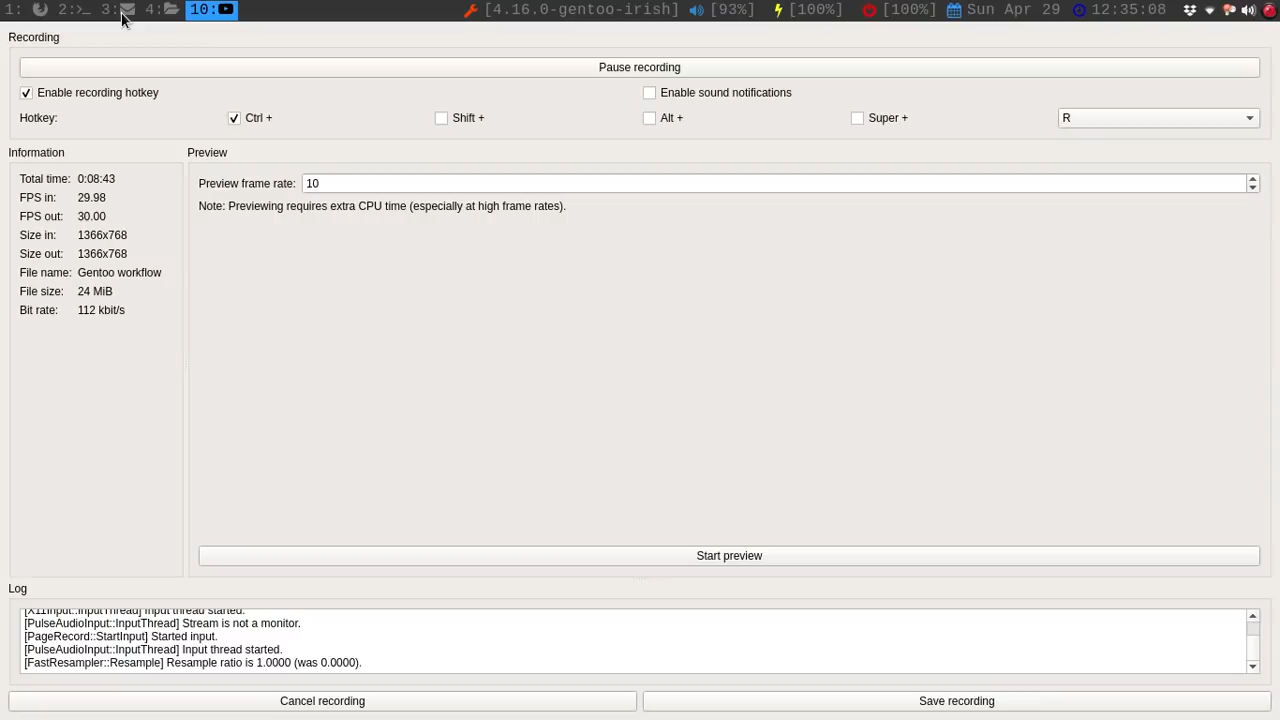 1: 2:>_ 3: 4: 10: [4.16.0-gentoo-irish] [93%] [100%] [100%] Sun Apr 29 12:35:08
Recording
Pause recording
Enable recording hotkey Enable sound notifications
Hotkey: Ctrl + Shift + Alt + Super + R
Information Preview
Total time: 0:08:43
Preview frame rate: 10
FPS in: 29.98
Note: Previewing requires extra CPU time (especially at high frame rates).
FPS out: 30.00
Size in: 1366x768
Size out: 1366x768
File name: Gentoo workflow
File size: 24 MiB
Bit rate: 112 kbit/s
Start preview
Log
[X11Input::InputThread] Input thread started.
[PulseAudioInput::InputThread] Stream is not a monitor.
[PageRecord::StartInput] Started input.
[PulseAudioInput::InputThread] Input thread started.
[FastResampler::Resample] Resample ratio is 1.0000 (was 0.0000).
Cancel recording Save recording